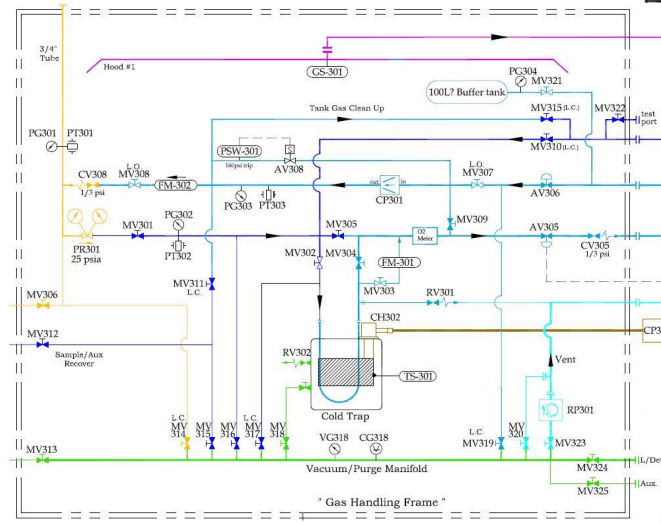 3/4"
Tube
Hood #1
GS-301
PG304
MV321
100L? Buffer tank
MV315 (L.C.)
MV322
Tank Gas Clean Up
test
port
PG301
PT301
PSW-301
160psi trip
S
AV308
MV310 (L.C.)
L.O.
MV308
CV308
1/3 psi
FM-302
PG303
PT303
out
in
CP301
L.O.
MV307
AV306
MV301
PG302
MV305
MV309
O2
Meter
AV305
PR301
25 psia
PT302
MV302
MV304
FM-301
CV305
1/3 psi
MV311
L.C.
MV303
RV301
MV306
CH302
MV312
CP3
RV302
Vent
Sample/Aux
Recover
TS-301
RP301
Cold Trap
L.C.
MV
314
MV
315
MV
316
L.C.
MV
317
MV
318
VG318
CG318
L.C.
MV319
MV
320
MV323
MV313
Vacuum/Purge Manifold
MV324
L/Det
MV325
Aux.
" Gas Handling Frame "